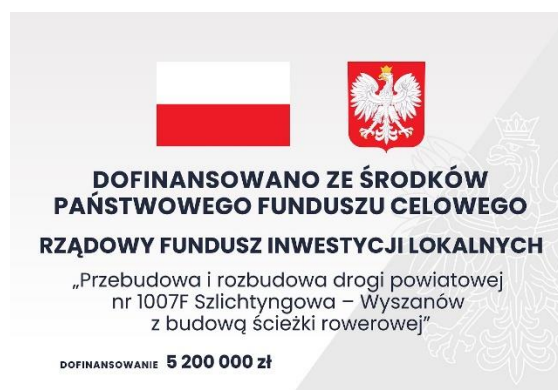 DOFINANSOWANO ZE ŚRODKÓW
PAŃSTWOWEGO FUNDUSZU CELOWEGO
RZĄDOWY FUNDUSZ INWESTYCJI LOKALNYCH
„Przebudowa i rozbudowa drogi powiatowej
nr 1007F Szlichtyngowa – Wyszanów
z budową ścieżki rowerowej”
DOFINANSOWANIE 5 200 000 zł